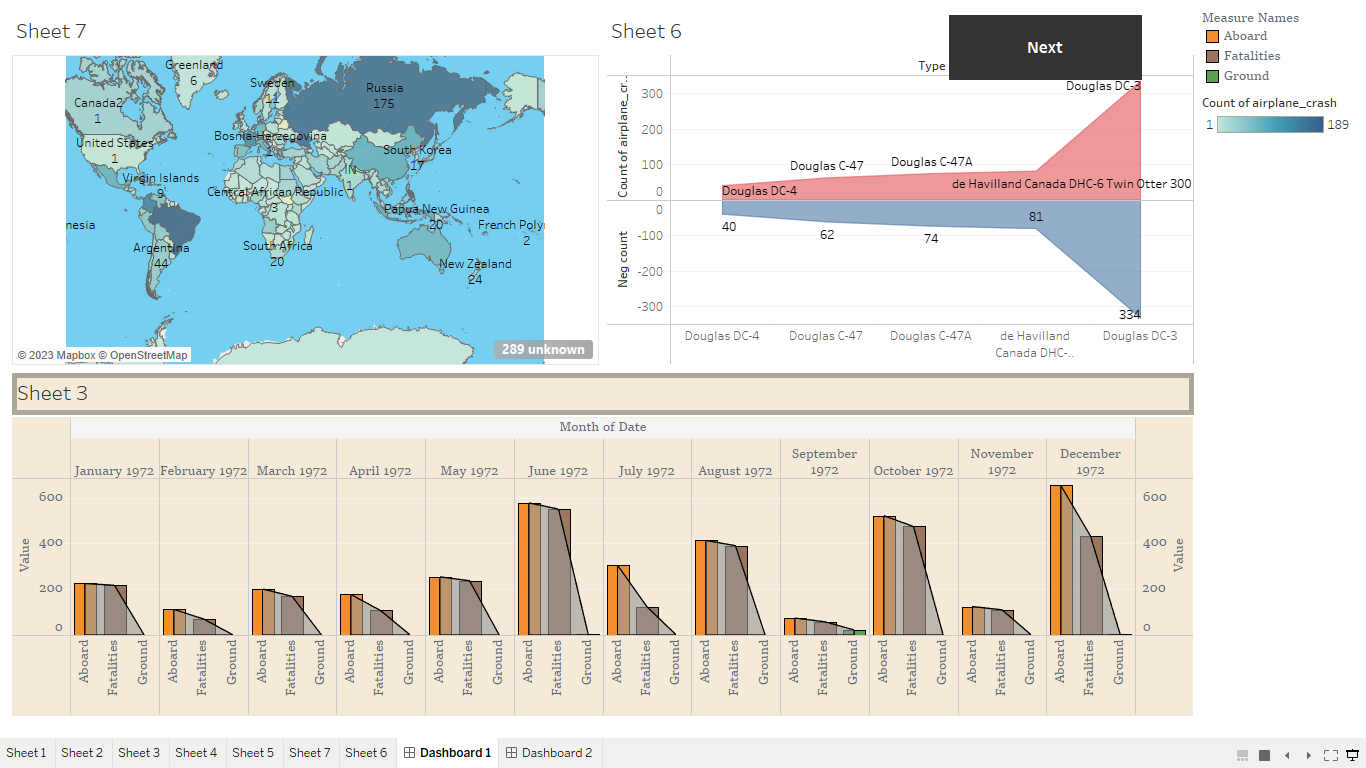 Sheet 7
Greenland
6
Sweden
11
Russia
175
Canada2
1
United States
1
Bosnia-Herzegovina
1
South Korea
17
IN
1
Virgin Islands
9
Central African Republic
3
Papua New Guinea
20
nesia
French Poly
2
Argentina
44
South Africa
20
New Zealand
24
© 2023 Mapbox © OpenStreetMap
289 unknown
Sheet 6
Next
Type
Count of airplane_cr..
300
200
100
0
Douglas DC-4
Douglas C-47
Douglas C-47A
de Havilland Canada DHC-6 Twin Otter 300
Douglas DC-3
Neg count
0
-100
-200
-300
40
62
74
81
334
Douglas DC-4
Douglas C-47
Douglas C-47A
de Havilland
Canada DHC-..
Douglas DC-3
Measure Names
Aboard
Fatalities
Ground
Count of airplane_crash
1
189
Sheet 3
Month of Date
January 1972
February 1972
March 1972
April 1972
May 1972
June 1972
July 1972
August 1972
September
1972
October 1972
November
1972
December
1972
Value
600
400
200
0
600
400
200
0
Value
Aboard
Fatalities
Ground
Aboard
Fatalities
Ground
Aboard
Fatalities
Ground
Aboard
Fatalities
Ground
Aboard
Fatalities
Ground
Aboard
Fatalities
Ground
Aboard
Fatalities
Ground
Aboard
Fatalities
Ground
Aboard
Fatalities
Ground
Aboard
Fatalities
Ground
Aboard
Fatalities
Ground
Aboard
Fatalities
Ground
Sheet 1
Sheet 2
Sheet 3
Sheet 4
Sheet 5
Sheet 7
Sheet 6
Dashboard 1
Dashboard 2